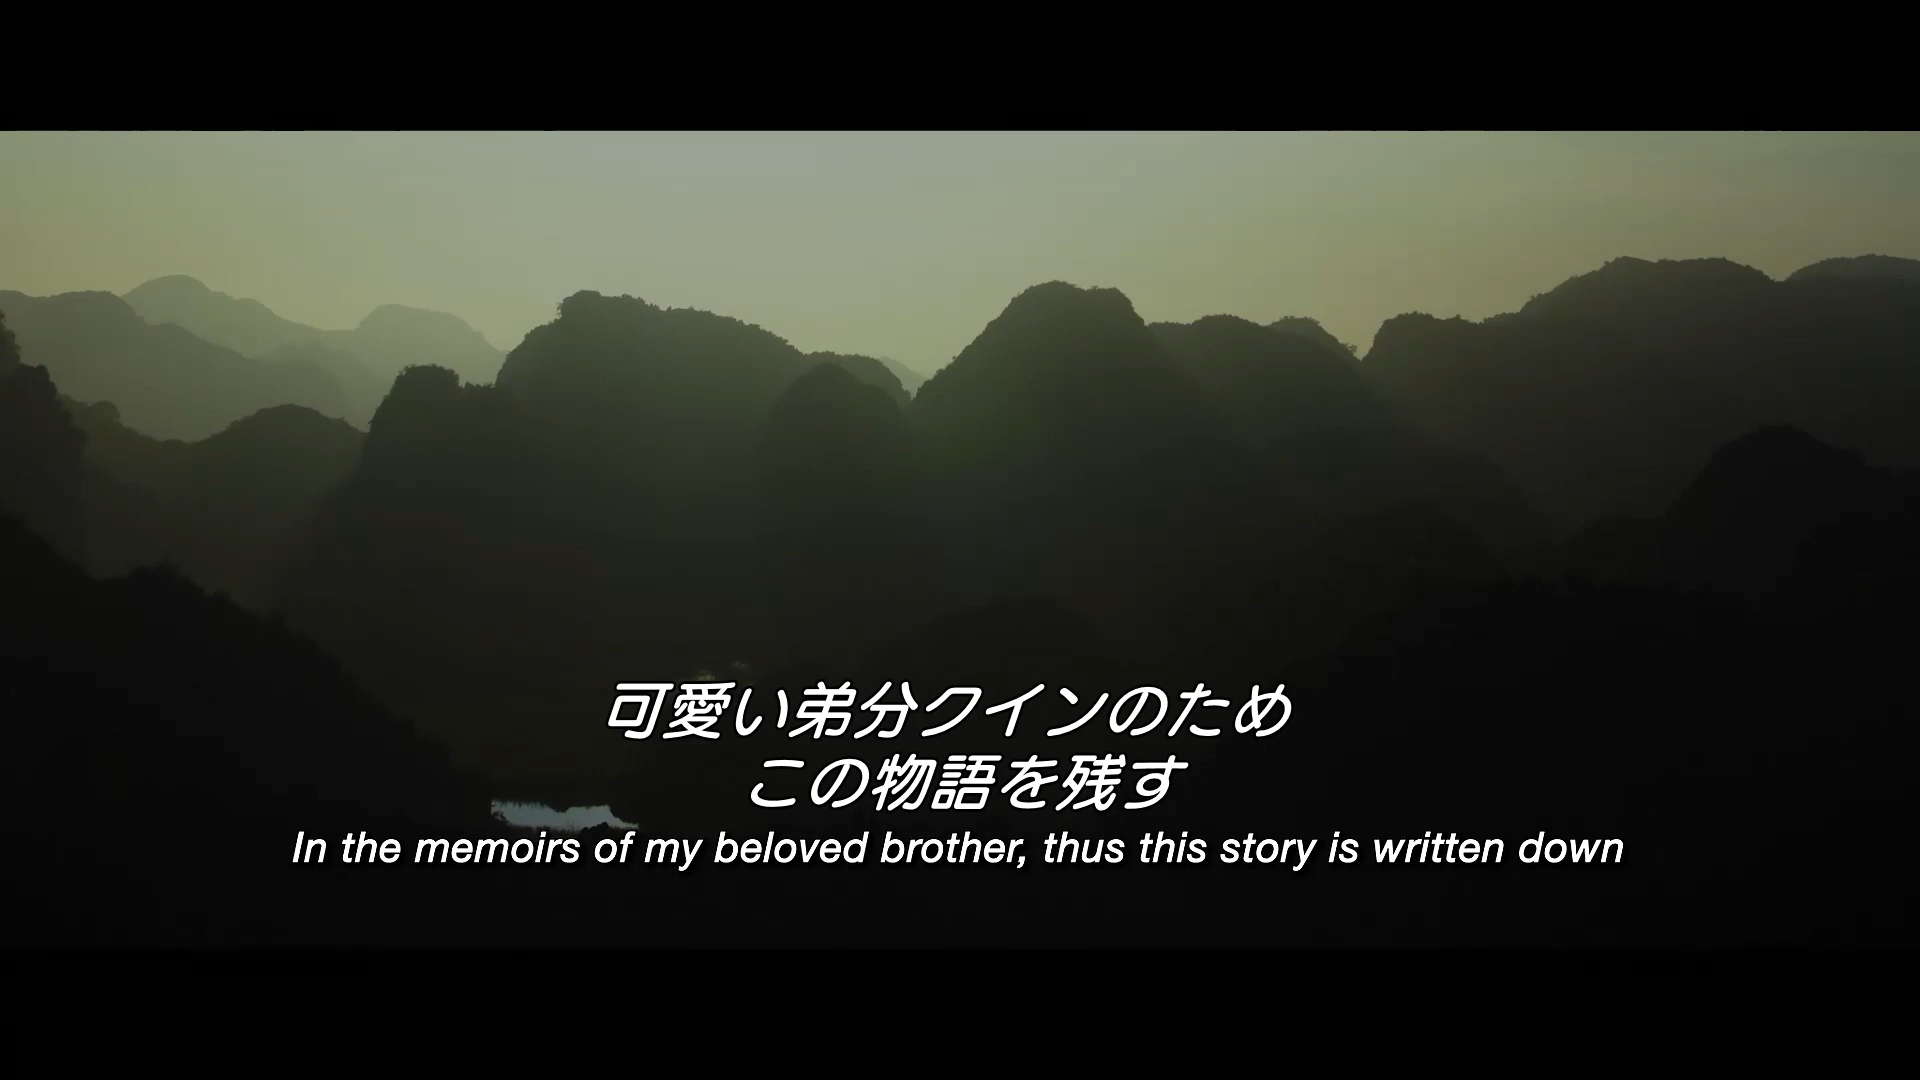 可愛い弟分クインのため
この物語を残す
In the memoirs of my beloved brother, thus this story is written down